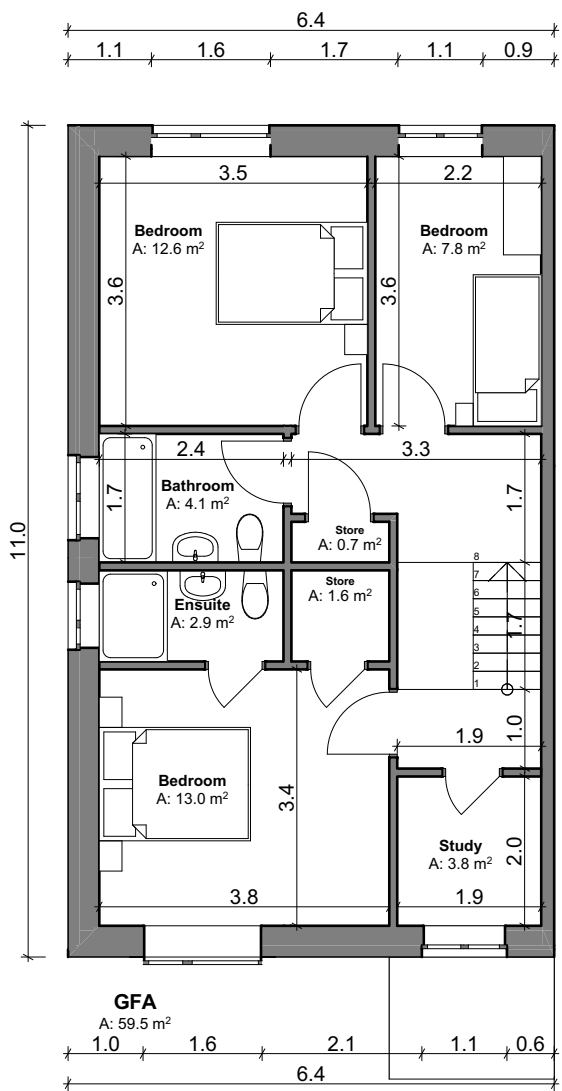 6.4
1.1 1.6 1.7 1.1 0.9
3.5 2.2
Bedroom
A: 12.6 m²
Bedroom
A: 7.8 m²
3.6
3.6
11.0
2.4 3.3
Bathroom
A: 4.1 m²
1.7
1.7
Store
A: 0.7 m²
Store
A: 1.6 m²
Ensuite
A: 2.9 m²
8
7
6
5
4
3
2
1
1.7
1.9
1.0
Bedroom
A: 13.0 m²
3.4
Study
A: 3.8 m²
2.0
3.8 1.9
GFA
A: 59.5 m²
1.0 1.6 2.1 1.1 0.6
6.4